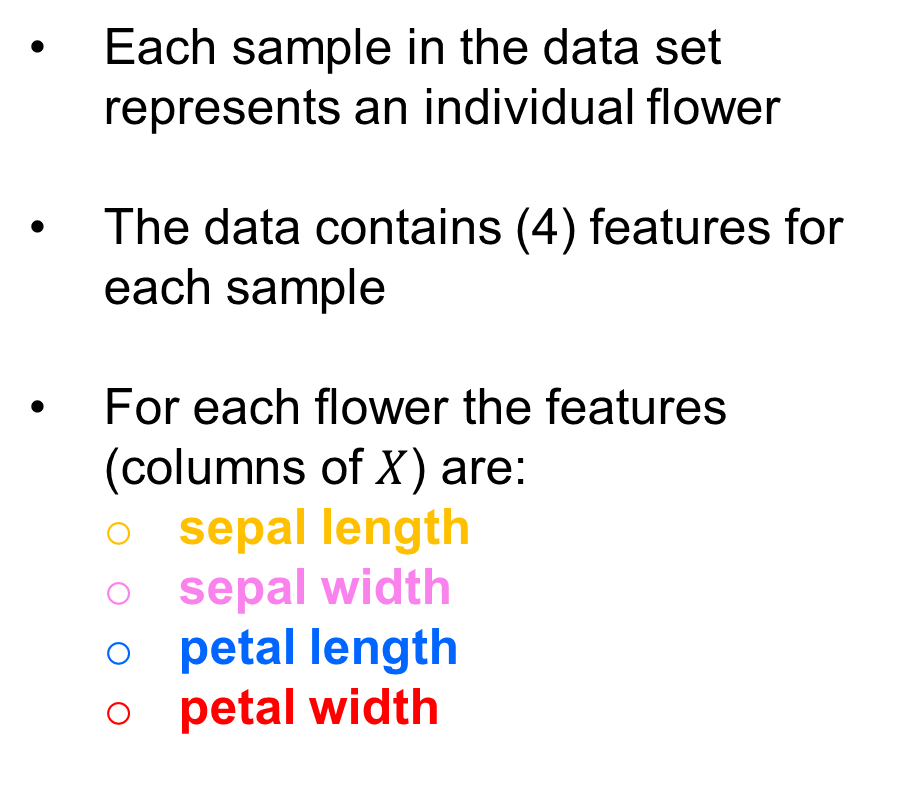 • Each sample in the data set
represents an individual flower
• The data contains (4) features for
each sample
• For each flower the features
(columns of X) are:
o sepal length
o sepal width
o petal length
o petal width